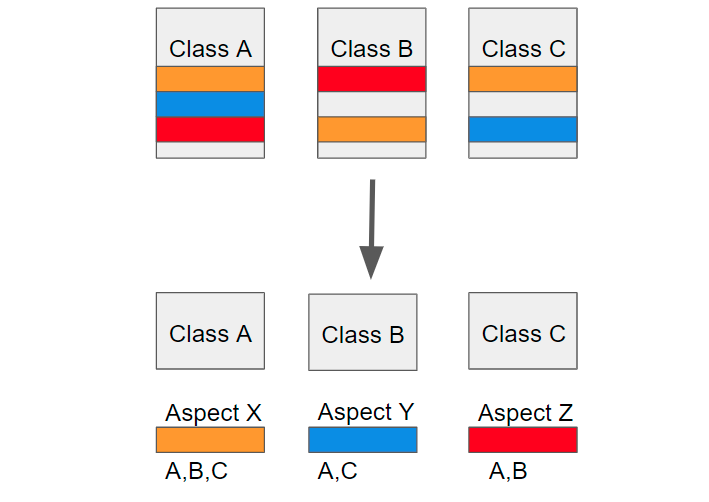 Class A
Class B
Class C
Class A
Class B
Class C
Aspect X
Aspect Y
Aspect Z
A,B,C
A,C
A,B